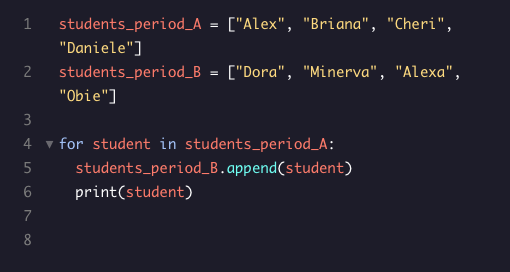 1 students_period_A = ["Alex", "Briana", "Cheri",
"Daniele"]
2 students_period_B = ["Dora", "Minerva", "Alexa",
"Obie"]
3
4 for student in students_period_A:
5 students_period_B.append(student)
6 print(student)
7
8